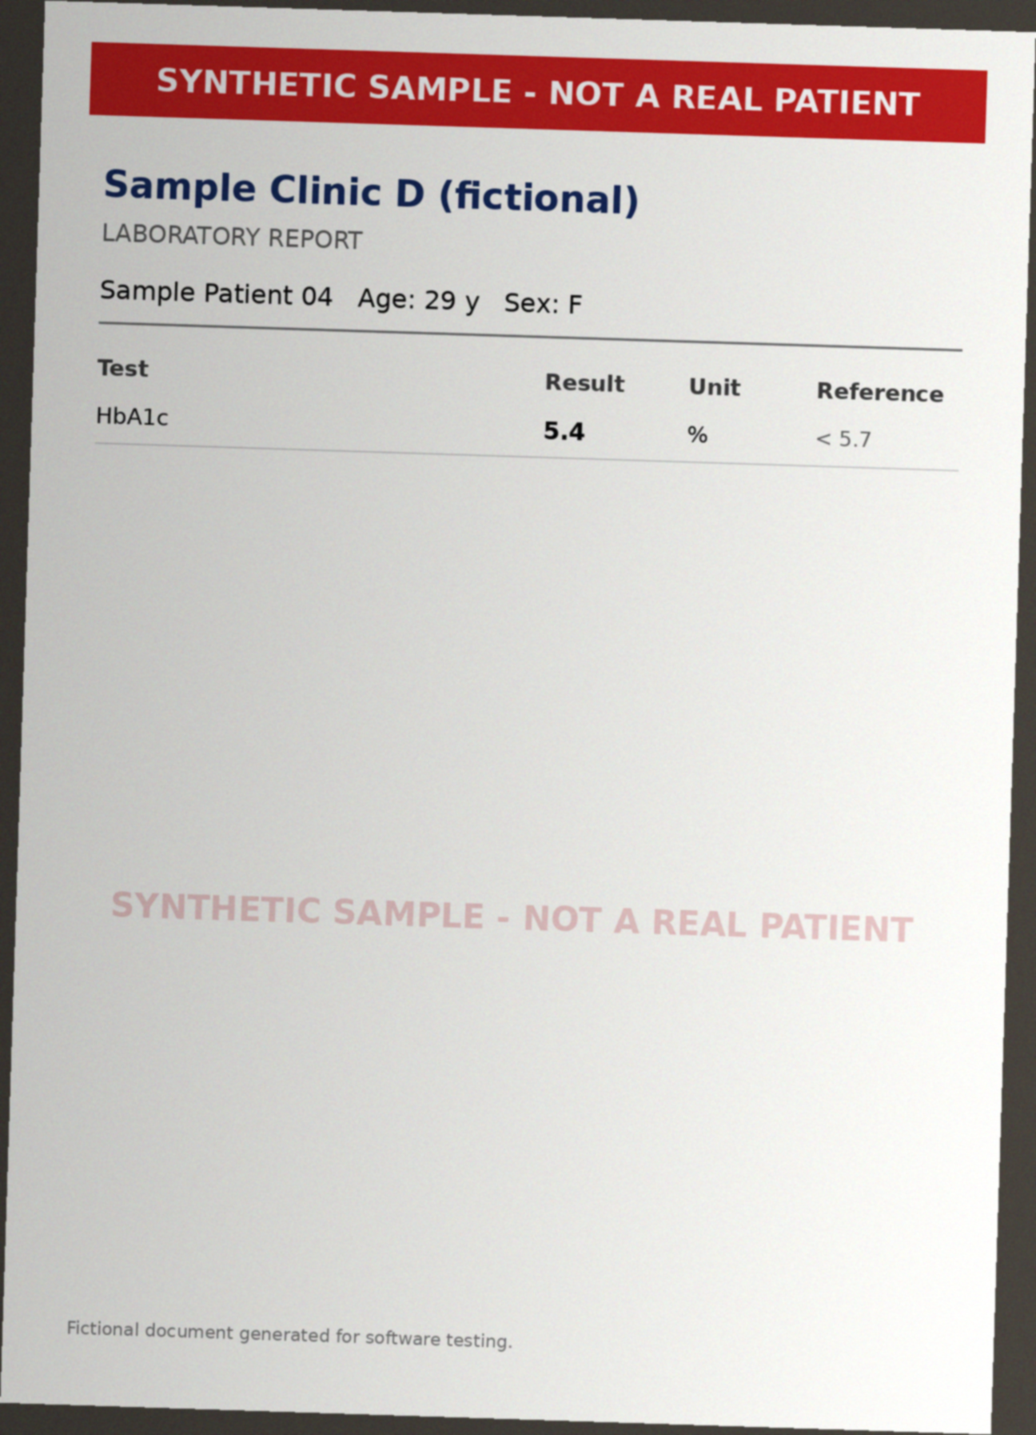 SYNTHETIC SAMPLE - NOT A REAL PATIENT
Sample Clinic D (fictional)
LABORATORY REPORT
Sample Patient 04 Age: 29 y Sex: F
Test Result Unit Reference
HbA1c 5.4 % < 5.7
SYNTHETIC SAMPLE - NOT A REAL PATIENT
Fictional document generated for software testing.